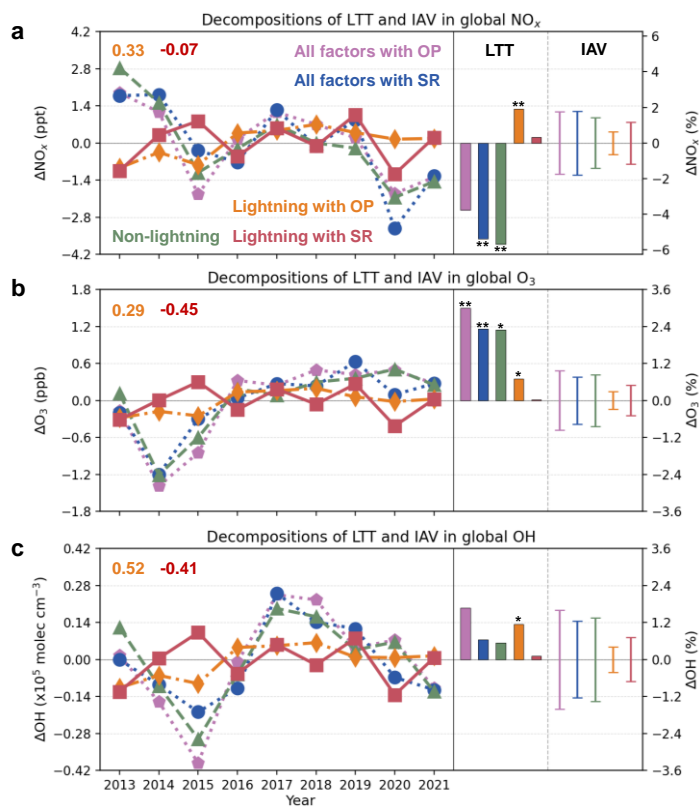 Decompositions of LTT and IAV in global NOx
a
4.2
2.8
1.4
0.0
−1.4
−2.8
−4.2
ΔNOx (ppt)
0.33 -0.07
All factors with OP
All factors with SR
Lightning with OP
Non-lightning Lightning with SR
LTT
IAV
**
**
**
6
4
2
0
−2
−4
−6
ΔNOx (%)
Decompositions of LTT and IAV in global O3
b
1.8
1.2
0.6
0.0
−0.6
−1.2
−1.8
ΔO3 (ppb)
0.29 -0.45
**
**
*
*
3.6
2.4
1.2
0.0
−1.2
−2.4
−3.6
ΔO3 (%)
Decompositions of LTT and IAV in global OH
c
0.42
0.28
0.14
0.00
−0.14
−0.28
−0.42
ΔOH (x10⁵ molec cm⁻³)
0.52 -0.41
*
3.6
2.4
1.2
0.0
−1.2
−2.4
−3.6
ΔOH (%)
2013 2014 2015 2016 2017 2018 2019 2020 2021
Year